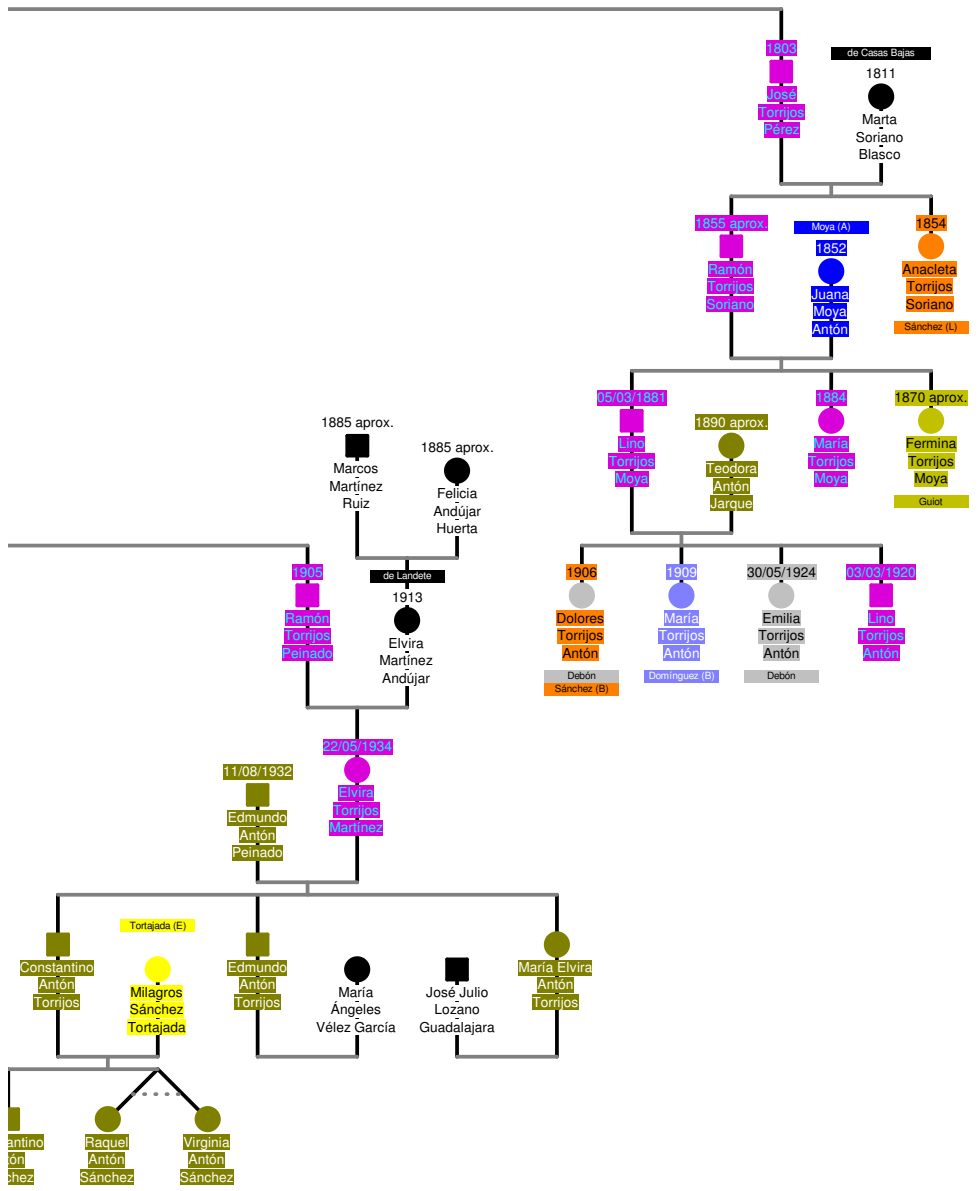 1803
José
Torrijos
Pérez
de Casas Bajas
1811
Marta
Soriano
Blasco
1855 aprox.
Ramón
Torrijos
Soriano
Moya (A)
1852
Juana
Moya
Antón
1854
Anacleta
Torrijos
Soriano
Sánchez (L)
05/03/1881
Lino
Torrijos
Moya
1890 aprox.
Teodora
Antón
Jarque
1884
María
Torrijos
Moya
1870 aprox.
Fermina
Torrijos
Moya
Guiot
1885 aprox.
Marcos
Martínez
Ruiz
1885 aprox.
Felicia
Andújar
Huerta
1905
Ramón
Torrijos
Peinado
de Landete
1913
Elvira
Martínez
Andújar
1906
Dolores
Torrijos
Antón
Debón
Sánchez (B)
1909
María
Torrijos
Antón
Domínguez (B)
30/05/1924
Emilia
Torrijos
Antón
Debón
03/03/1920
Lino
Torrijos
Antón
11/08/1932
Edmundo
Antón
Peinado
22/05/1934
Elvira
Torrijos
Martínez
Constantino
Antón
Torrijos
Tortajada (E)
Milagros
Sánchez
Tortajada
Edmundo
Antón
Torrijos
María
Ángeles
Vélez García
José Julio
Lozano
Guadalajara
María Elvira
Antón
Torrijos
antino
tón
chez
Raquel
Antón
Sánchez
Virginia
Antón
Sánchez